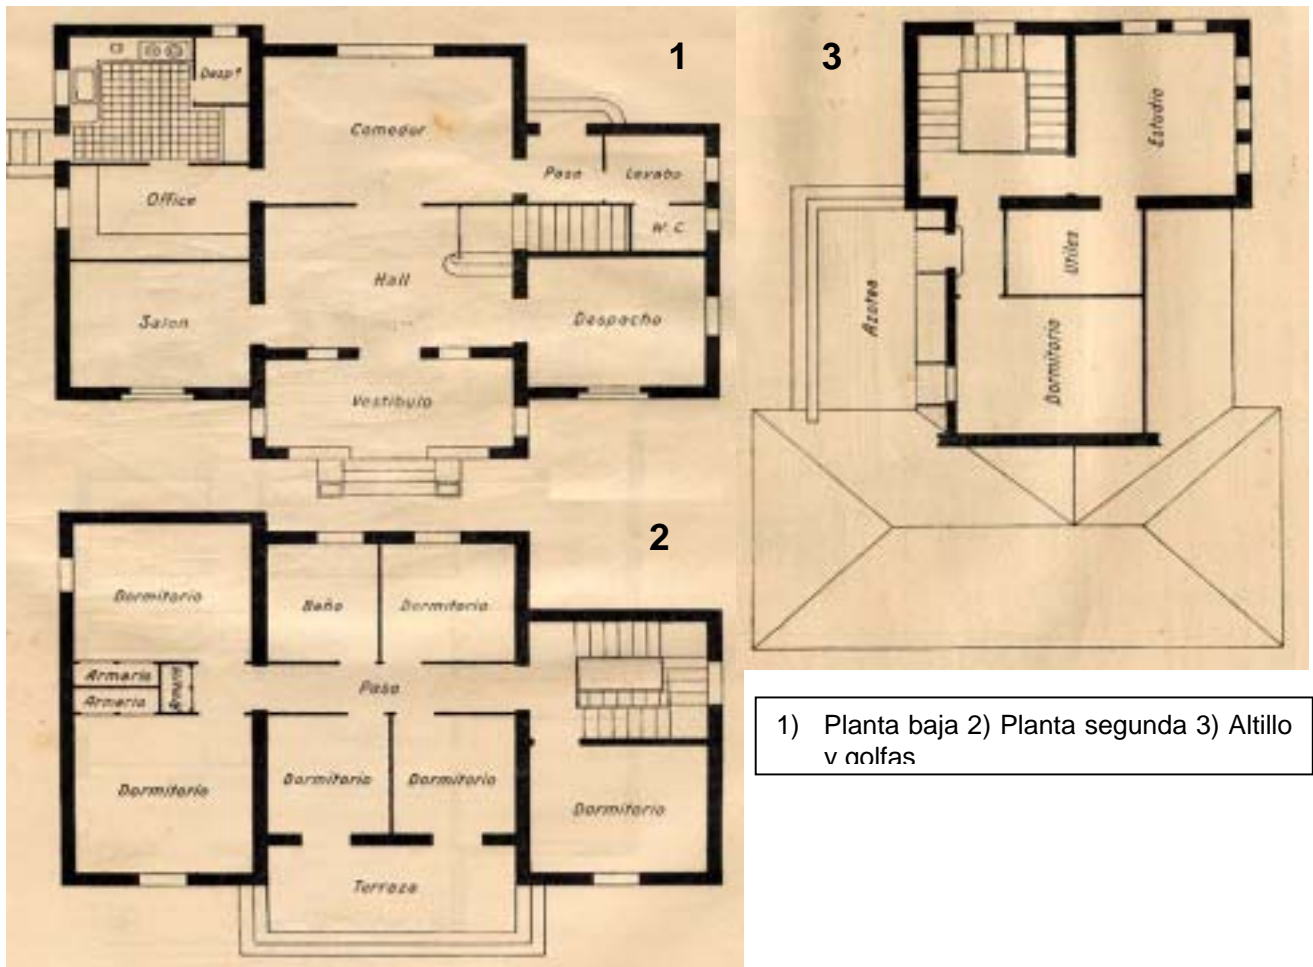 1
Desp?
Comedor
Paso
Lavabo
Office
W.C.
Hall
Salon
Despacho
Vestibulo
2
Dormitorio
Baño
Dormitorio
Armario
Armario
Armario
Paso
Dormitorio
Dormitorio
Dormitorio
Dormitorio
Terraza
3
Estudio
Utiles
Azotea
Dormitorio
1) Planta baja 2) Planta segunda 3) Altillo
y golfas